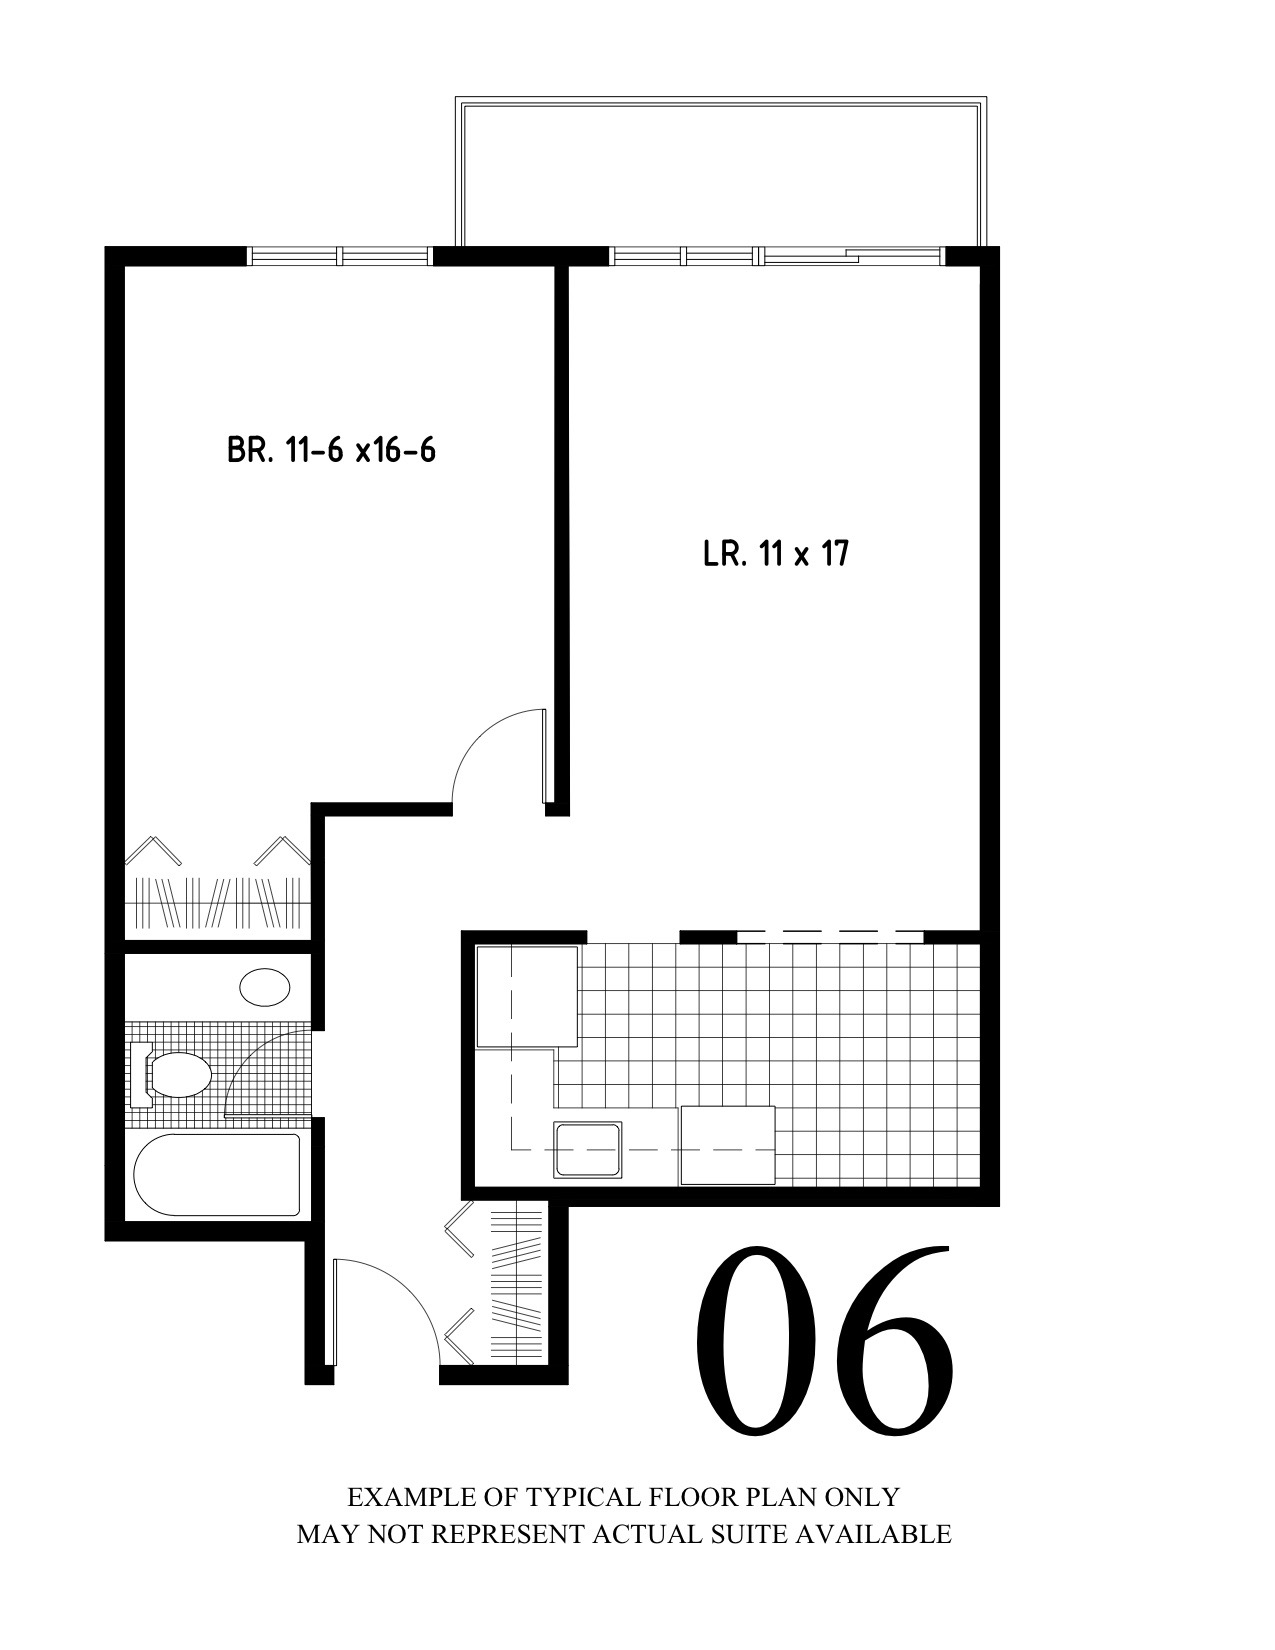 BR. 11-6 x16-6
LR. 11 x 17
06
EXAMPLE OF TYPICAL FLOOR PLAN ONLY
MAY NOT REPRESENT ACTUAL SUITE AVAILABLE